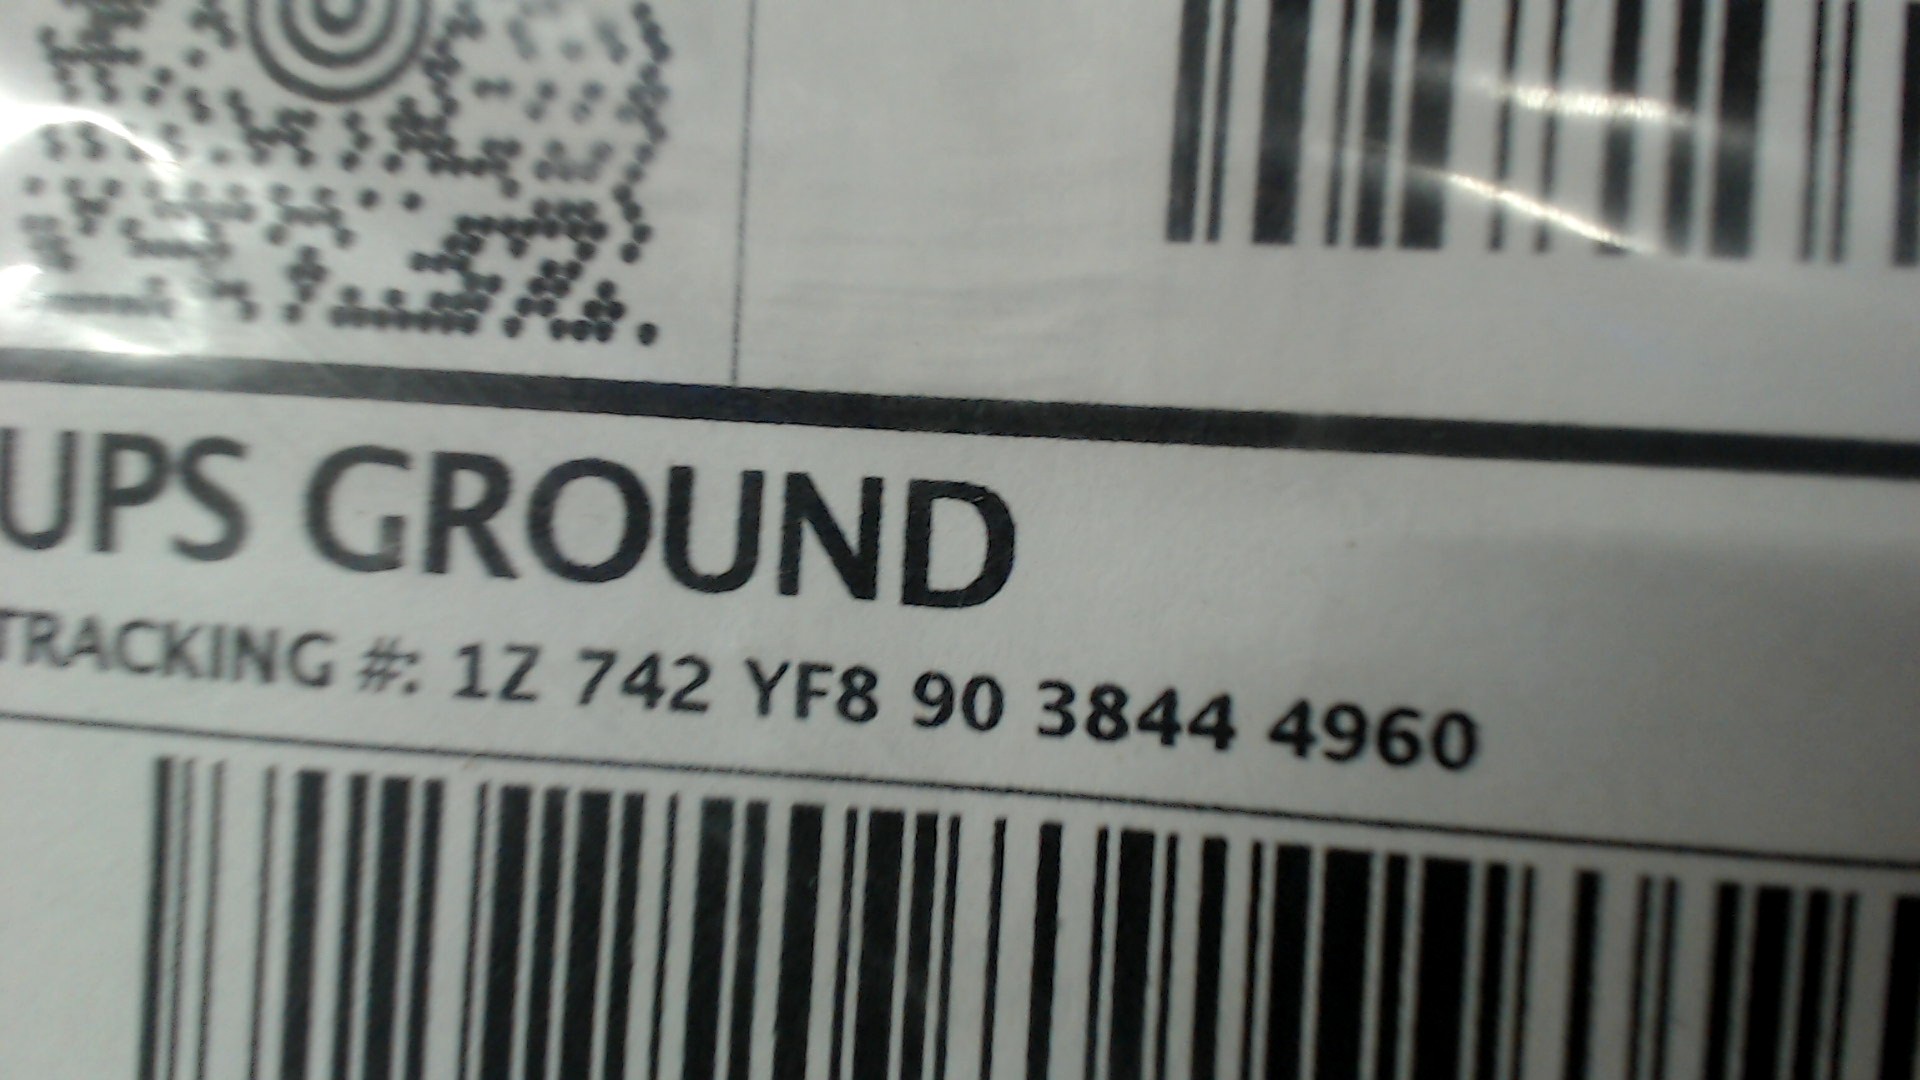 UPS GROUND
TRACKING #: 1Z 742 YF8 90 3844 4960